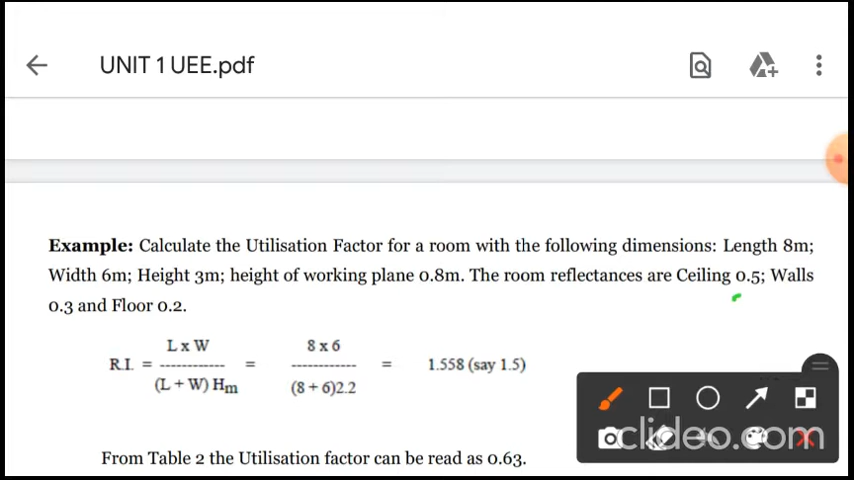 UNIT 1 UEE.pdf
Example: Calculate the Utilisation Factor for a room with the following dimensions: Length 8m;
Width 6m; Height 3m; height of working plane 0.8m. The room reflectances are Ceiling 0.5; Walls
0.3 and Floor 0.2.
L x W 8 x 6
R.I. = ------------ = ------------ = 1.558 (say 1.5)
(L + W) Hm (8 + 6)2.2
clideo.com
From Table 2 the Utilisation factor can be read as 0.63.